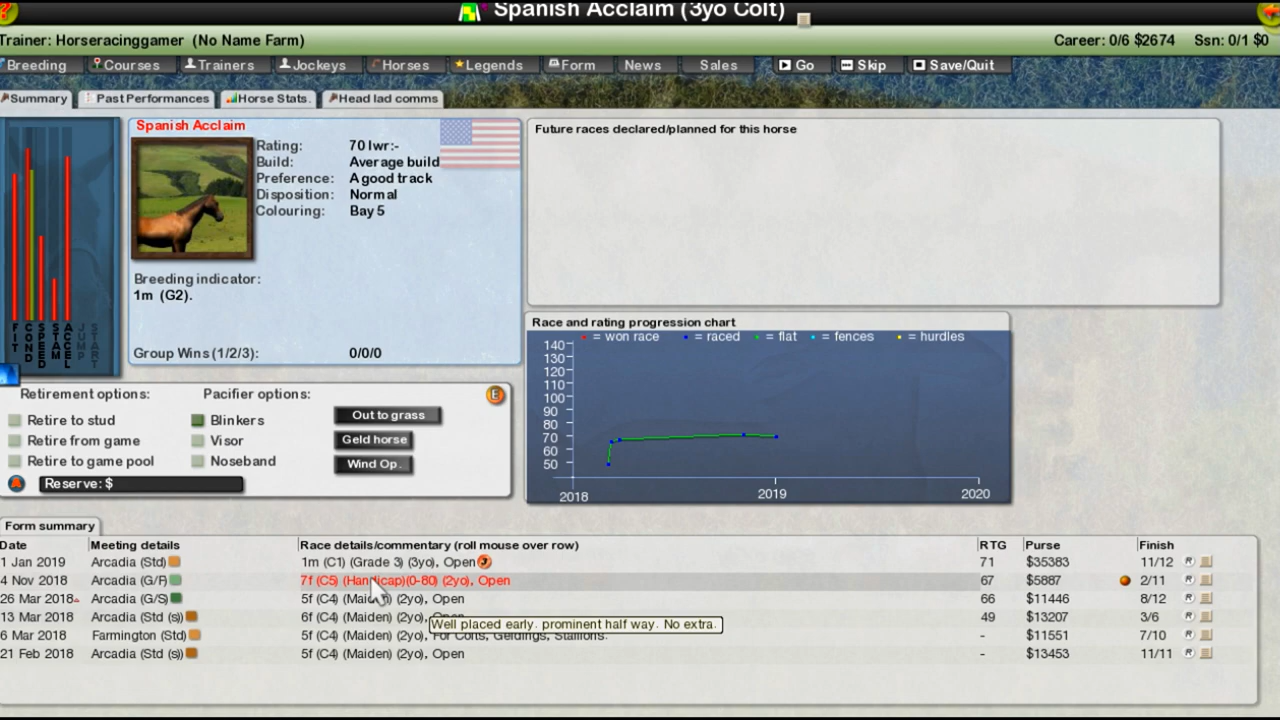 Spanish Acclaim (3yo Colt)
Trainer: Horseracinggamer (No Name Farm)
Career: 0/6 $2674 Ssn: 0/1 $0
Breeding Courses Trainers Jockeys Horses Legends Form News Sales Go Skip Save/Quit
Summary Past Performances Horse Stats. Head lad comms
Spanish Acclaim
Rating: 70 lwr:-
Build: Average build
Preference: A good track
Disposition: Normal
Colouring: Bay 5
Breeding indicator:
1m (G2).
Group Wins (1/2/3): 0/0/0
FIT COND SPEED STAM ACCEL JUMP START
Future races declared/planned for this horse
Race and rating progression chart
= won race = raced = flat = fences = hurdles
140
130
120
110
100
90
80
70
60
50
2018 2019 2020
Retirement options: Pacifier options: E
Retire to stud Blinkers Out to grass
Retire from game Visor Geld horse
Retire to game pool Noseband Wind Op.
Reserve: $
Form summary
Date Meeting details Race details/commentary (roll mouse over row) RTG Purse Finish
1 Jan 2019 Arcadia (Std) 1m (C1) (Grade 3) (3yo), Open 71 $35383 11/12 R
4 Nov 2018 Arcadia (G/F) 7f (C5) (Handicap)(0-80) (2yo), Open 67 $5887 2/11 R
26 Mar 2018 Arcadia (G/S) 5f (C4) (Maiden) (2yo), Open 66 $11446 8/12 R
13 Mar 2018 Arcadia (Std (s)) 6f (C4) (Maiden) (2yo), Open 49 $13207 3/6 R
Well placed early. prominent half way. No extra.
6 Mar 2018 Farmington (Std) 5f (C4) (Maiden) (2yo), For Colts, Geldings, Stallions. - $11551 7/10 R
21 Feb 2018 Arcadia (Std (s)) 5f (C4) (Maiden) (2yo), Open - $13453 11/11 R